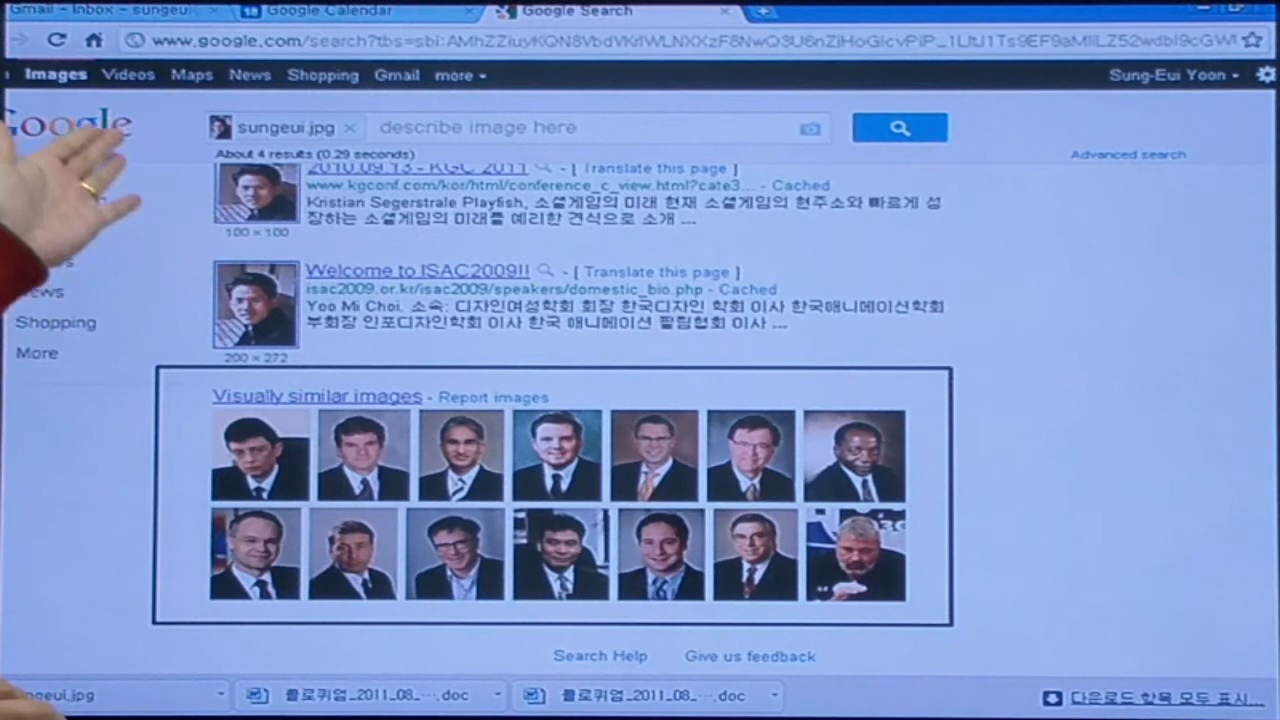 Gmail - Inbox - sungeui
Google Calendar
Google Search
www.google.com/search?tbs=sbi:
Images Videos Maps News Shopping Gmail more
Sung-Eui Yoon
Google
sungeui.jpg × describe image here
About 4 results (0.29 seconds)
Advanced search
2010.09.13 - KGC 2011 - [ Translate this page ]
www.kgconf.com/kor/html/conference_c_view.html?cate3... - Cached
Kristian Segerstrale Playfish, 소셜게임의 미래 현재 소셜게임의 현주소와 빠르게 성
장하는 소셜게임의 미래를 예리한 견식으로 소개 ...
100 × 100
Welcome to ISAC2009!! - [ Translate this page ]
isac2009.or.kr/isac2009/speakers/domestic_bio.php - Cached
Yoo Mi Choi. 소속: 디자인여성학회 회장 한국디자인 학회 이사 한국애니메이션학회
부회장 인포디자인학회 이사 한국 애니메이션 필림협회 이사 ...
200 × 272
ews
Shopping
More
Visually similar images - Report images
Search Help Give us feedback
ngeui.jpg
콜로퀴엄_2011_08_....doc
콜로퀴엄_2011_08_....doc
다운로드 항목 모두 표시...